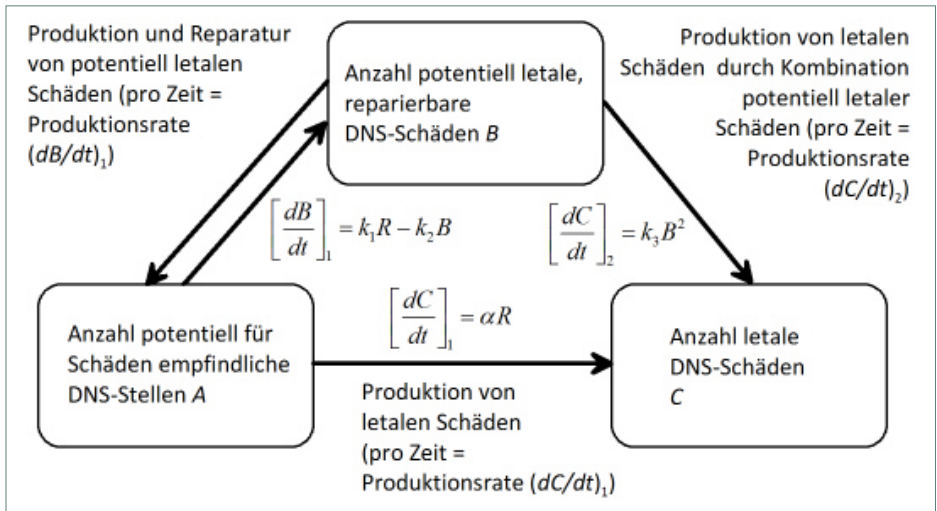 Produktion und Reparatur
von potentiell letalen
Schäden (pro Zeit =
Produktionsrate
(dB/dt)₁)
Anzahl potentiell letale,
reparierbare
DNS-Schäden B
Produktion von letalen
Schäden durch Kombination
potentiell letaler
Schäden (pro Zeit =
Produktionsrate
(dC/dt)₂)
[dB/dt]₁ = k₁R − k₂B
[dC/dt]₂ = k₃B²
Anzahl potentiell für
Schäden empfindliche
DNS-Stellen A
[dC/dt]₁ = αR
Produktion von
letalen Schäden
(pro Zeit =
Produktionsrate (dC/dt)₁)
Anzahl letale
DNS-Schäden
C